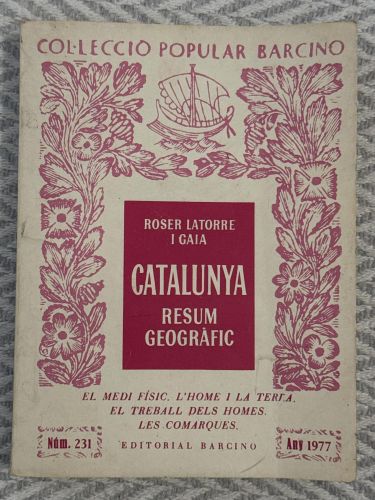 COL·LECCIÓ POPULAR BARCINO
ROSER LATORRE
I GAIA
CATALUNYA
RESUM
GEOGRÀFIC
EL MEDI FÍSIC. L'HOME I LA TERRA.
EL TREBALL DELS HOMES.
LES COMARQUES.
Núm. 231 EDITORIAL BARCINO Any 1977